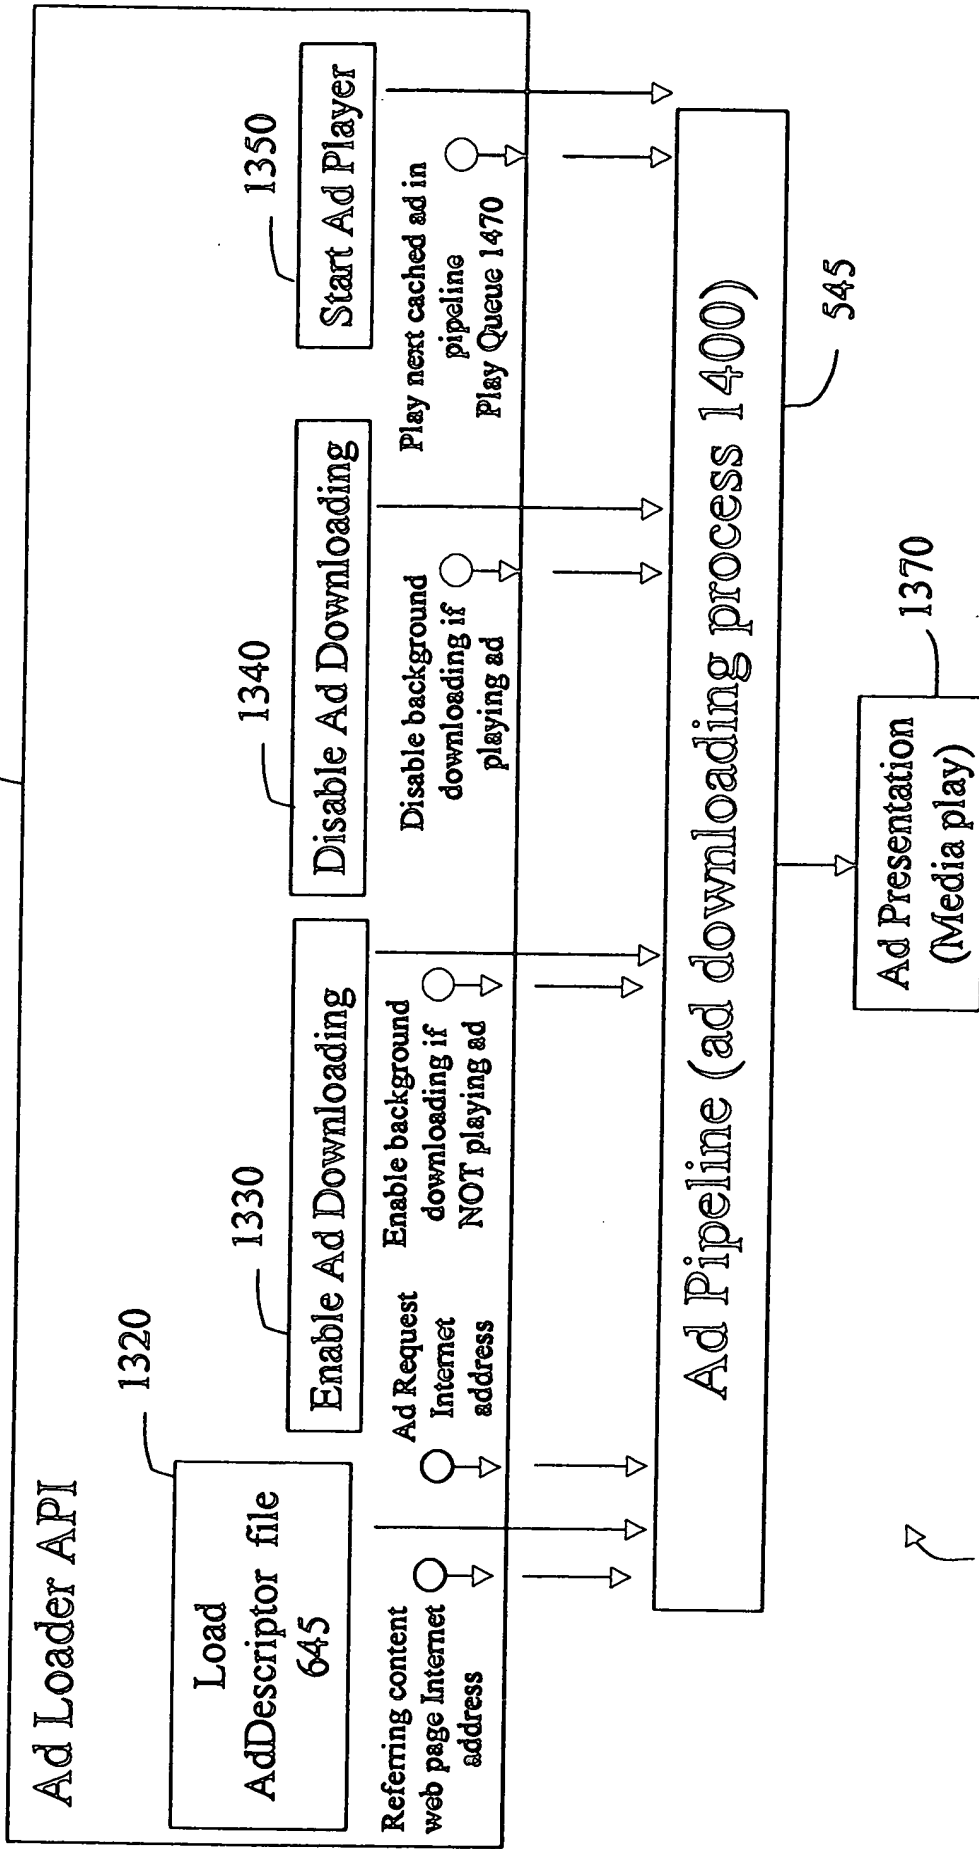 Ad Loader API
1320
Load
AdDescriptor file
645
Referring content
web page Internet
address
Ad Request
Internet
address
1330
Enable Ad Downloading
Enable background
downloading if
NOT playing ad
1340
Disable Ad Downloading
Disable background
downloading if
playing ad
1350
Start Ad Player
Play next cached ad in
pipeline
Play Queue 1470
Ad Pipeline (ad downloading process 1400)
545
Ad Presentation
(Media play)
1370